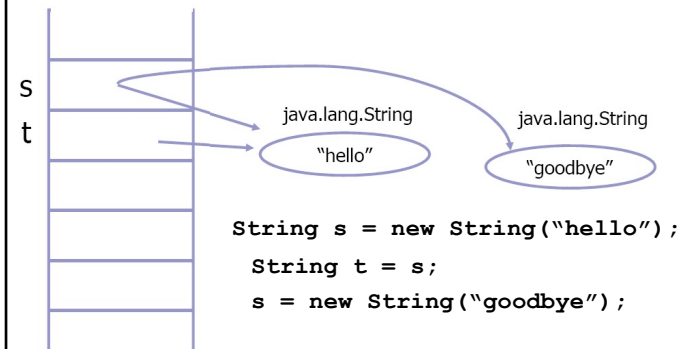 s
t
java.lang.String
java.lang.String
“hello”
“goodbye”
String s = new String(“hello”);
String t = s;
s = new String(“goodbye”);